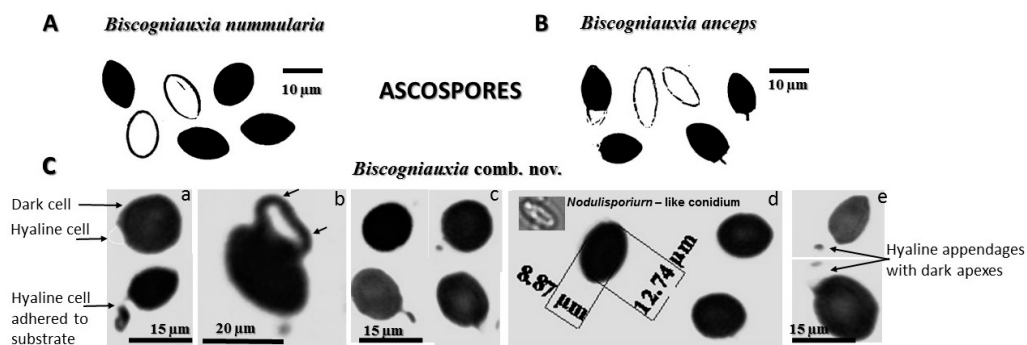 A Biscogniauxia nummularia
B Biscogniauxia anceps
10 µm
ASCOSPORES
10 µm
C Biscogniauxia comb. nov.
Dark cell
Hyaline cell
Hyaline cell
adhered to
substrate
a
15 µm
b
20 µm
c
15 µm
Nodulisporiurn – like conidium
d
8.87 µm
12.74 µm
e
15 µm
Hyaline appendages
with dark apexes